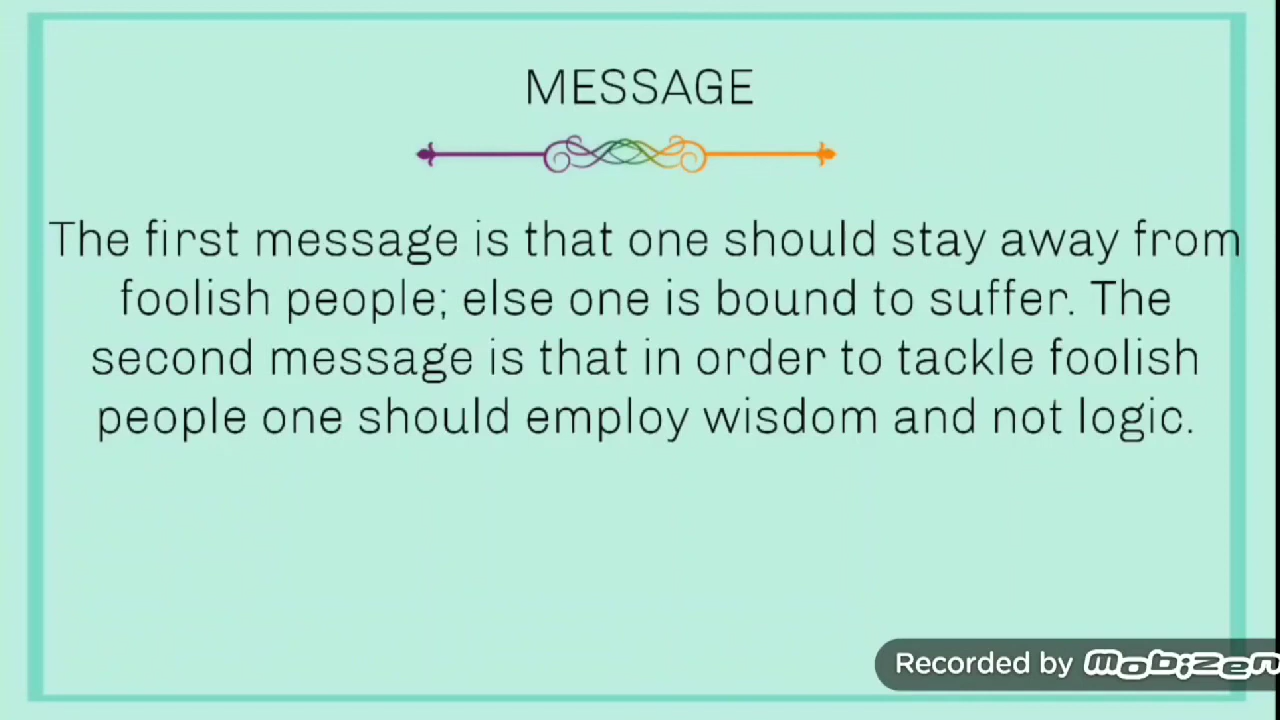 MESSAGE
The first message is that one should stay away from
foolish people; else one is bound to suffer. The
second message is that in order to tackle foolish
people one should employ wisdom and not logic.
Recorded by Mobizen